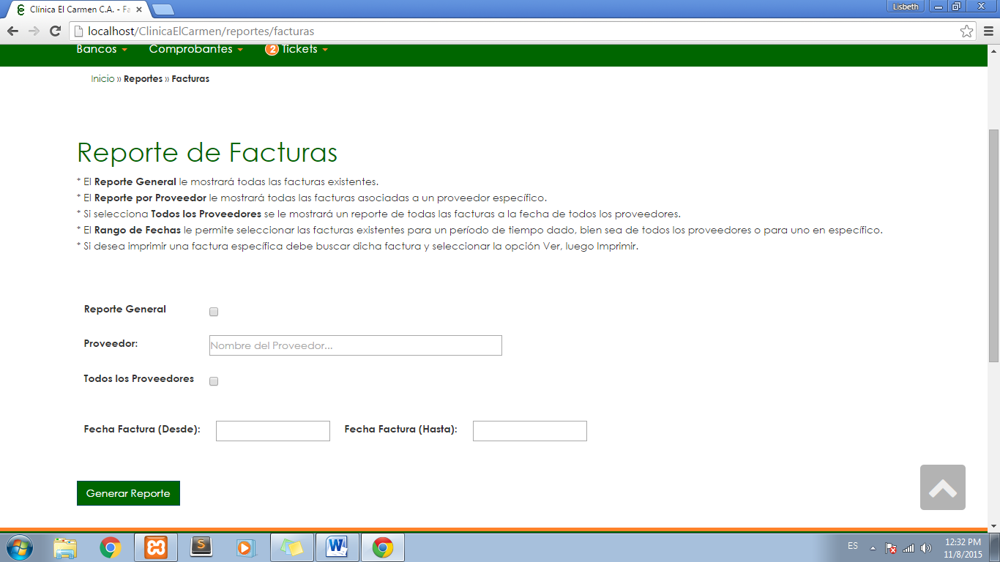 Clínica El Carmen C.A. - Fa
Lisbeth
localhost/ClinicaElCarmen/reportes/facturas
Bancos Comprobantes 2 Tickets
Inicio » Reportes » Facturas
Reporte de Facturas
* El Reporte General le mostrará todas las facturas existentes.
* El Reporte por Proveedor le mostrará todas las facturas asociadas a un proveedor específico.
* Si selecciona Todos los Proveedores se le mostrará un reporte de todas las facturas a la fecha de todos los proveedores.
* El Rango de Fechas le permite seleccionar las facturas existentes para un período de tiempo dado, bien sea de todos los proveedores o para uno en específico.
* Si desea imprimir una factura específica debe buscar dicha factura y seleccionar la opción Ver, luego Imprimir.
Reporte General
Proveedor: Nombre del Proveedor...
Todos los Proveedores
Fecha Factura (Desde): Fecha Factura (Hasta):
Generar Reporte
ES
12:32 PM
11/8/2015